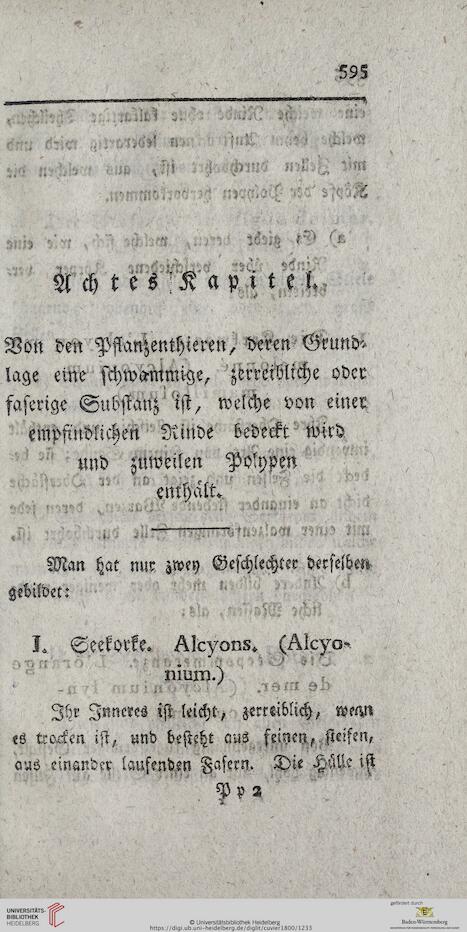 595
Achtes Kapitel.
Von den Pflanzenthieren, deren Grund-
lage eine schwammige, zerreibliche oder
faserige Substanz ist, welche von einer
empfindlichen Rinde bedeckt wird
und zuweilen Polypen
enthält.
Man hat nur zwey Geschlechter derselben
gebildet:
I. Seekorke. Alcyons. (Alcyo-
nium.)
Ihr Inneres ist leicht, zerreiblich, wenn
es trocken ist, und besteht aus feinen, steifen,
aus einander laufenden Fasern. Die Hülle ist
Pp 2
UNIVERSITÄTS-
BIBLIOTHEK
HEIDELBERG
© Universitätsbibliothek Heidelberg
https://digi.ub.uni-heidelberg.de/diglit/cuvier1800/1233
gefördert durch
Baden-Württemberg